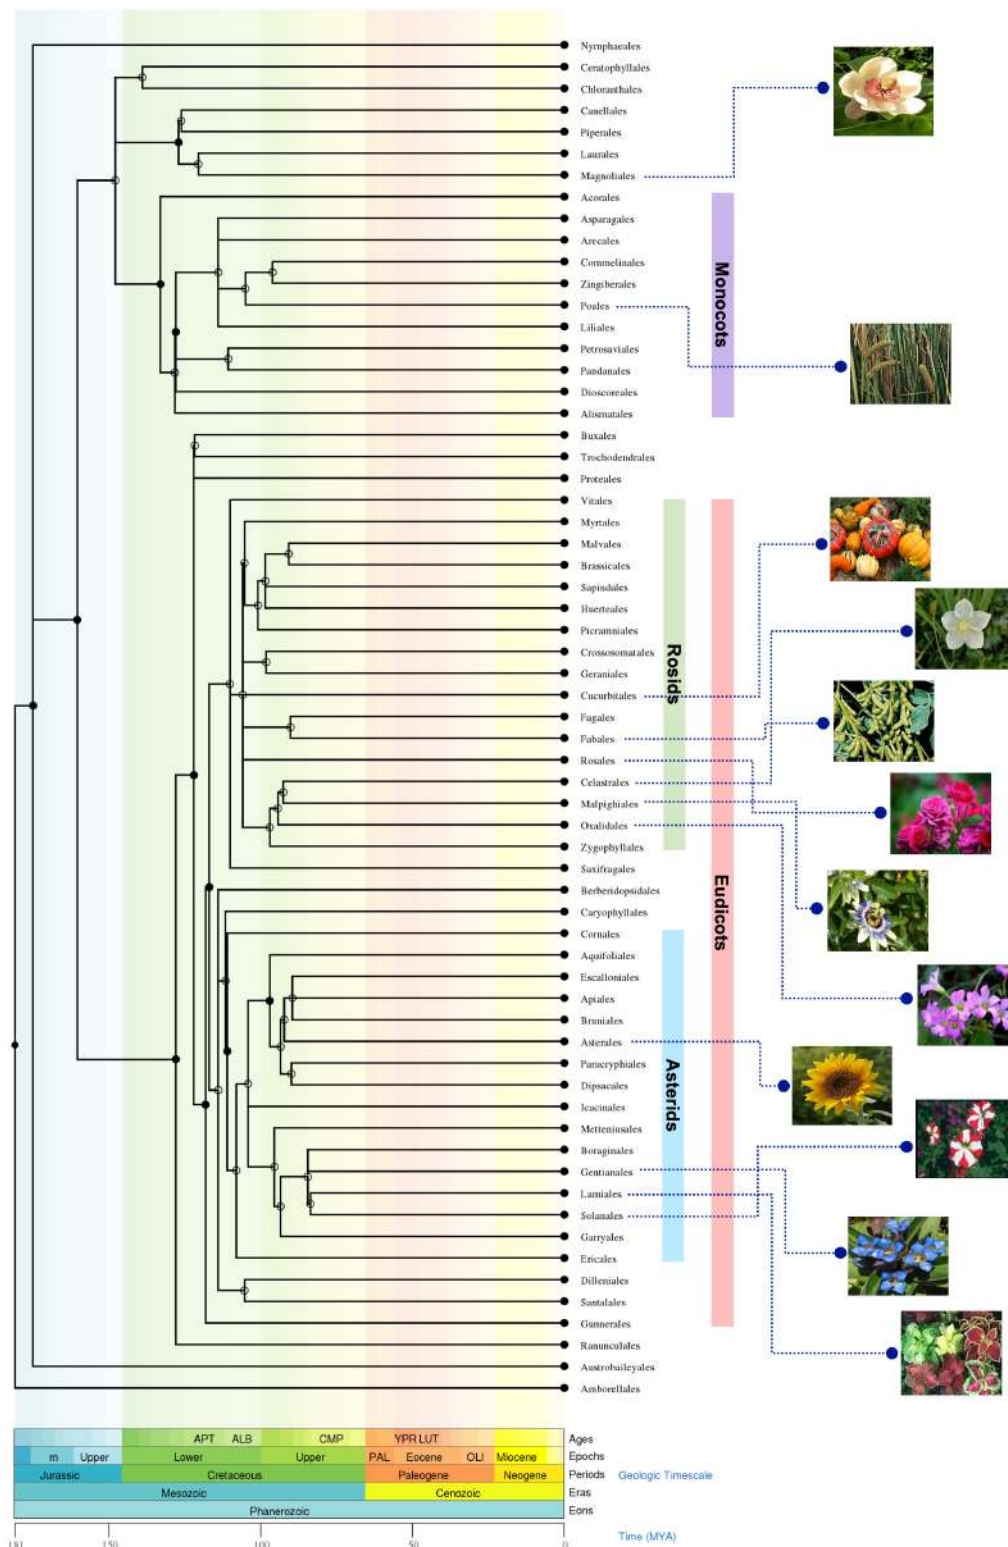 Nymphaeales
Ceratophyllales
Chloranthales
Canellales
Piperales
Laurales
Magnoliales
Acorales
Asparagales
Arecales
Commelinales
Zingiberales
Poales
Liliales
Petrosaviales
Pandanales
Dioscoreales
Alismatales
Monocots
Buxales
Trochodendrales
Proteales
Vitales
Myrtales
Malvales
Brassicales
Sapindales
Huerteales
Picramniales
Crossosomatales
Geraniales
Cucurbitales
Fagales
Fabales
Rosales
Celastrales
Malpighiales
Oxalidales
Zygophyllales
Rosids
Saxifragales
Berberidopsidales
Caryophyllales
Eudicots
Cornales
Aquifoliales
Escalloniales
Apiales
Bruniales
Asterales
Paracryphiales
Dipsacales
Icacinales
Metteniusales
Boraginales
Gentianales
Lamiales
Solanales
Garryales
Ericales
Asterids
Dilleniales
Santalales
Gunnerales
Ranunculales
Austrobaileyales
Amborellales
APT ALB CMP YPR LUT Ages
m Upper Lower Upper PAL Eocene OLI Miocene Epochs
Jurassic Cretaceous Paleogene Neogene Periods Geologic Timescale
Mesozoic Cenozoic Eras
Phanerozoic Eons
181 150 100 50 0 Time (MYA)